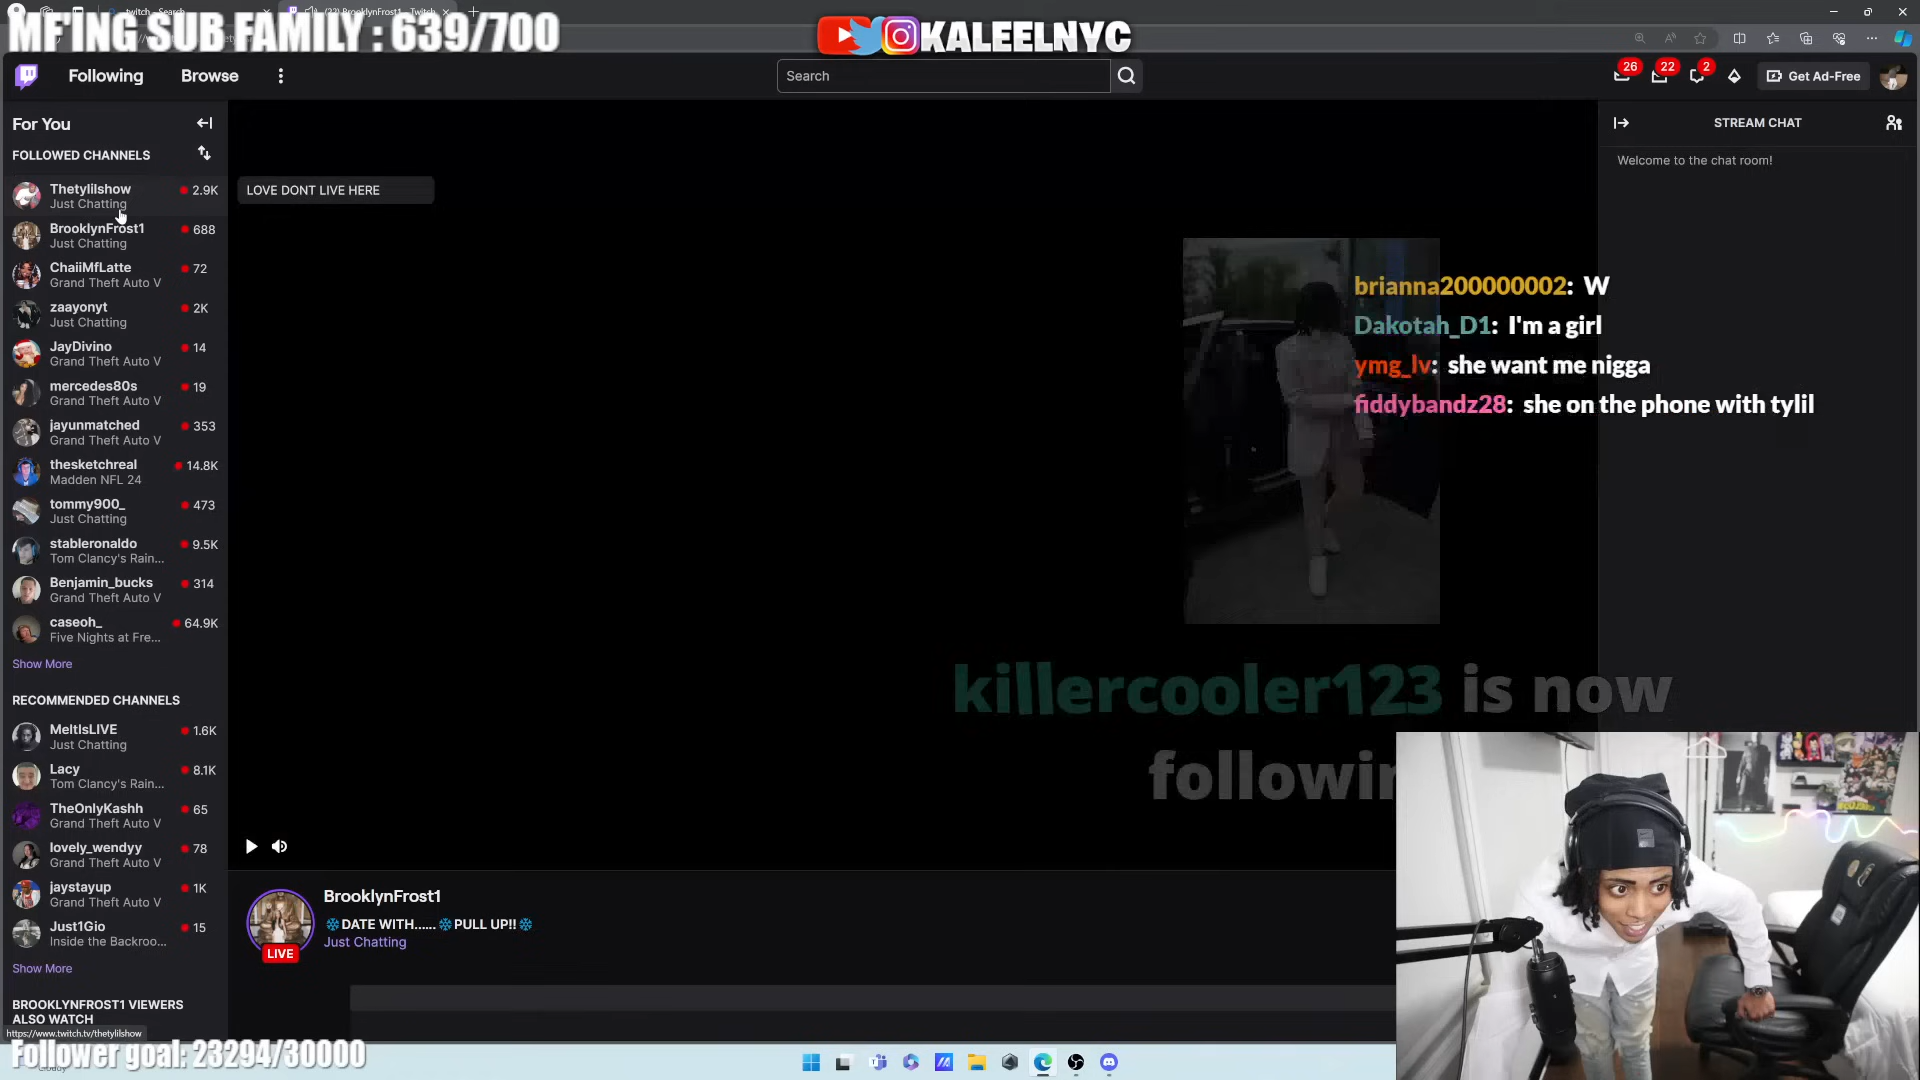 MF'ING SUB FAMILY : 639/700
KALEELNYC
Following
Browse
Search
26
22
2
Get Ad-Free
For You
FOLLOWED CHANNELS
Thetylilshow
2.9K
Just Chatting
BrooklynFrost1
688
Just Chatting
ChaiiMfLatte
72
Grand Theft Auto V
zaayonyt
2K
Just Chatting
JayDivino
14
Grand Theft Auto V
mercedes80s
19
Grand Theft Auto V
jayunmatched
353
Grand Theft Auto V
thesketchreal
14.8K
Madden NFL 24
tommy900_
473
Just Chatting
stableronaldo
9.5K
Tom Clancy's Rain...
Benjamin_bucks
314
Grand Theft Auto V
caseoh_
64.9K
Five Nights at Fre...
Show More
RECOMMENDED CHANNELS
MeltIsLIVE
1.6K
Just Chatting
Lacy
8.1K
Tom Clancy's Rain...
TheOnlyKashh
65
Grand Theft Auto V
lovely_wendyy
78
Grand Theft Auto V
jaystayup
1K
Grand Theft Auto V
Just1Gio
15
Inside the Backroo...
Show More
BROOKLYNFROST1 VIEWERS
ALSO WATCH
https://www.twitch.tv/thetylilshow
Follower goal: 23294/30000
LOVE DONT LIVE HERE
STREAM CHAT
Welcome to the chat room!
brianna200000002: W
Dakotah_D1: I'm a girl
ymg_lv: she want me nigga
fiddybandz28: she on the phone with tylil
killercooler123 is now
followin
BrooklynFrost1
❄DATE WITH...... ❄PULL UP!!❄
Just Chatting
LIVE